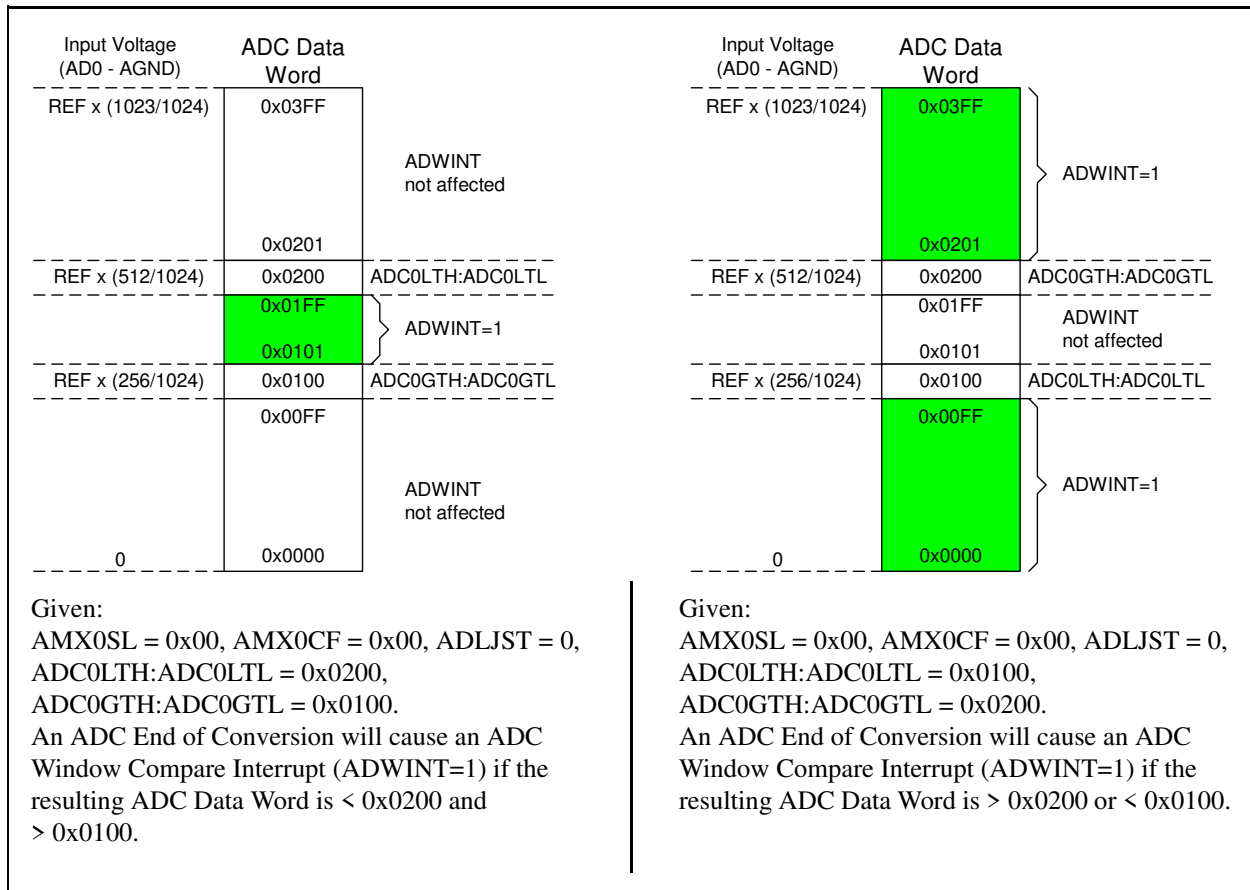 Input Voltage
(AD0 - AGND)
ADC Data
Word
REF x (1023/1024)
0x03FF
ADWINT
not affected
0x0201
REF x (512/1024)
0x0200
ADC0LTH:ADC0LTL
0x01FF
ADWINT=1
0x0101
REF x (256/1024)
0x0100
ADC0GTH:ADC0GTL
0x00FF
ADWINT
not affected
0
0x0000
Given:
AMX0SL = 0x00, AMX0CF = 0x00, ADLJST = 0,
ADC0LTH:ADC0LTL = 0x0200,
ADC0GTH:ADC0GTL = 0x0100.
An ADC End of Conversion will cause an ADC
Window Compare Interrupt (ADWINT=1) if the
resulting ADC Data Word is < 0x0200 and
> 0x0100.
Input Voltage
(AD0 - AGND)
ADC Data
Word
REF x (1023/1024)
0x03FF
ADWINT=1
0x0201
REF x (512/1024)
0x0200
ADC0GTH:ADC0GTL
0x01FF
ADWINT
not affected
0x0101
REF x (256/1024)
0x0100
ADC0LTH:ADC0LTL
0x00FF
ADWINT=1
0
0x0000
Given:
AMX0SL = 0x00, AMX0CF = 0x00, ADLJST = 0,
ADC0LTH:ADC0LTL = 0x0100,
ADC0GTH:ADC0GTL = 0x0200.
An ADC End of Conversion will cause an ADC
Window Compare Interrupt (ADWINT=1) if the
resulting ADC Data Word is > 0x0200 or < 0x0100.